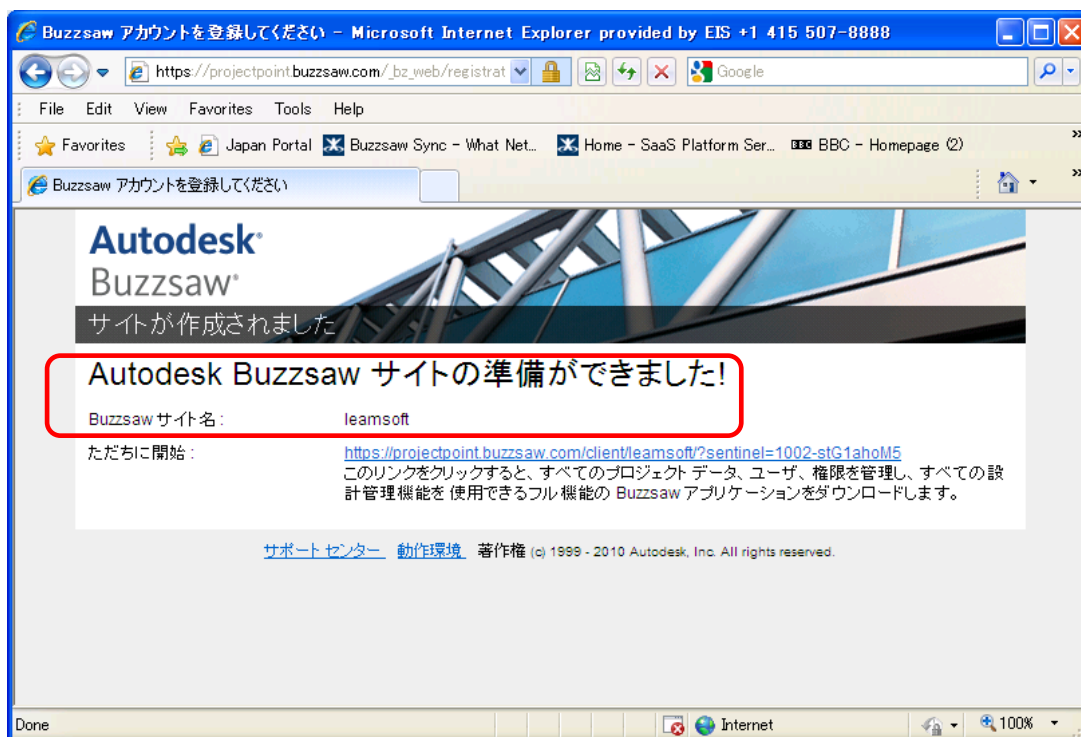 Buzzsaw アカウントを登録してください - Microsoft Internet Explorer provided by EIS +1 415 507-8888
https://projectpoint.buzzsaw.com/_bz_web/registrat
Google
File Edit View Favorites Tools Help
Favorites Japan Portal Buzzsaw Sync - What Net... Home - SaaS Platform Ser... BBC BBC - Homepage (2)
Buzzsaw アカウントを登録してください
Autodesk
Buzzsaw
サイトが作成されました
Autodesk Buzzsaw サイトの準備ができました!
Buzzsaw サイト名 : leamsoft
ただちに開始 : https://projectpoint.buzzsaw.com/client/leamsoft/?sentinel=1002-stG1ahoM5
このリンクをクリックすると、すべてのプロジェクト データ、ユーザ、権限を管理し、すべての設
計管理機能を 使用できるフル 機能の Buzzsaw アプリケーションをダウンロードします。
サポート センター 動作環境 著作権 (c) 1999 - 2010 Autodesk, Inc. All rights reserved.
Done Internet 100%